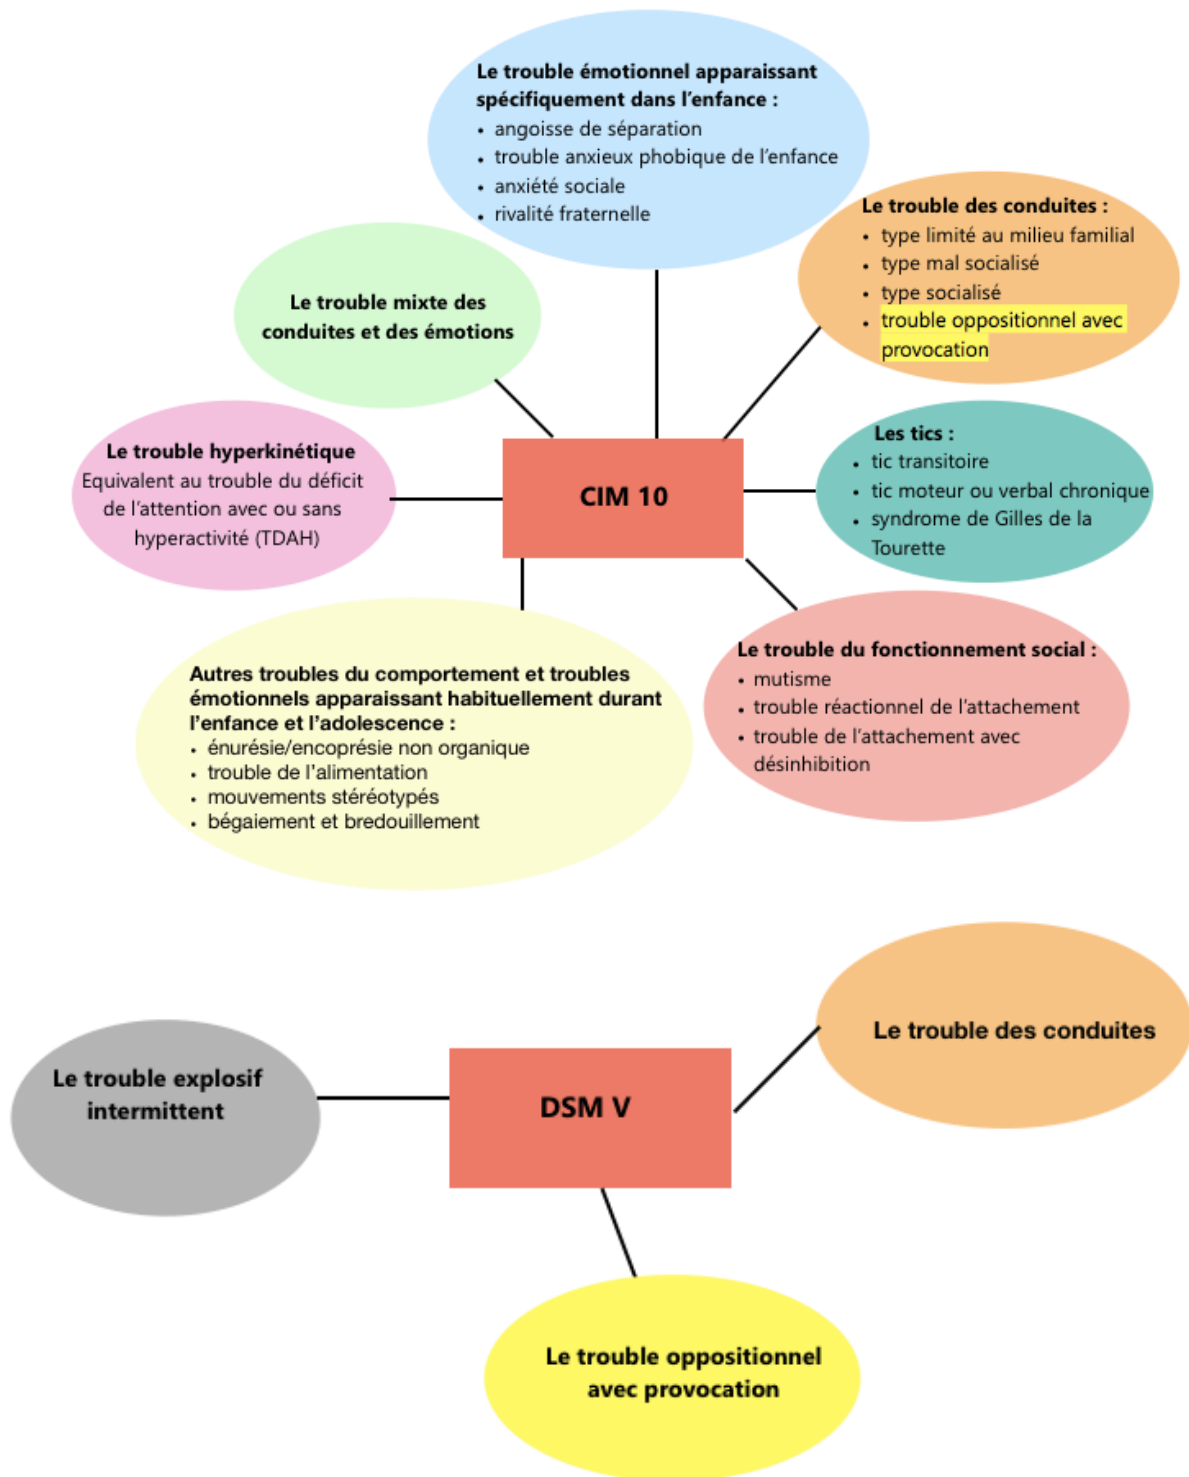 Le trouble émotionnel apparaissant
spécifiquement dans l'enfance :
• angoisse de séparation
• trouble anxieux phobique de l'enfance
• anxiété sociale
• rivalité fraternelle
Le trouble des conduites :
• type limité au milieu familial
• type mal socialisé
• type socialisé
• trouble oppositionnel avec
provocation
Le trouble mixte des
conduites et des émotions
Le trouble hyperkinétique
Equivalent au trouble du déficit
de l'attention avec ou sans
hyperactivité (TDAH)
CIM 10
Les tics :
• tic transitoire
• tic moteur ou verbal chronique
• syndrome de Gilles de la
Tourette
Autres troubles du comportement et troubles
émotionnels apparaissant habituellement durant
l'enfance et l'adolescence :
• énurésie/encoprésie non organique
• trouble de l'alimentation
• mouvements stéréotypés
• bégaiement et bredouillement
Le trouble du fonctionnement social :
• mutisme
• trouble réactionnel de l'attachement
• trouble de l'attachement avec
désinhibition
Le trouble des conduites
Le trouble explosif
intermittent
DSM V
Le trouble oppositionnel
avec provocation